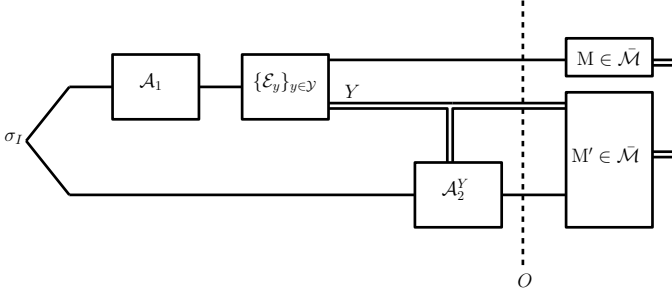 σ_I
𝒜₁
{ℰ_y}_{y∈𝒴}
Y
M ∈ ℳ̄
M′ ∈ ℳ̄
𝒜₂^Y
O